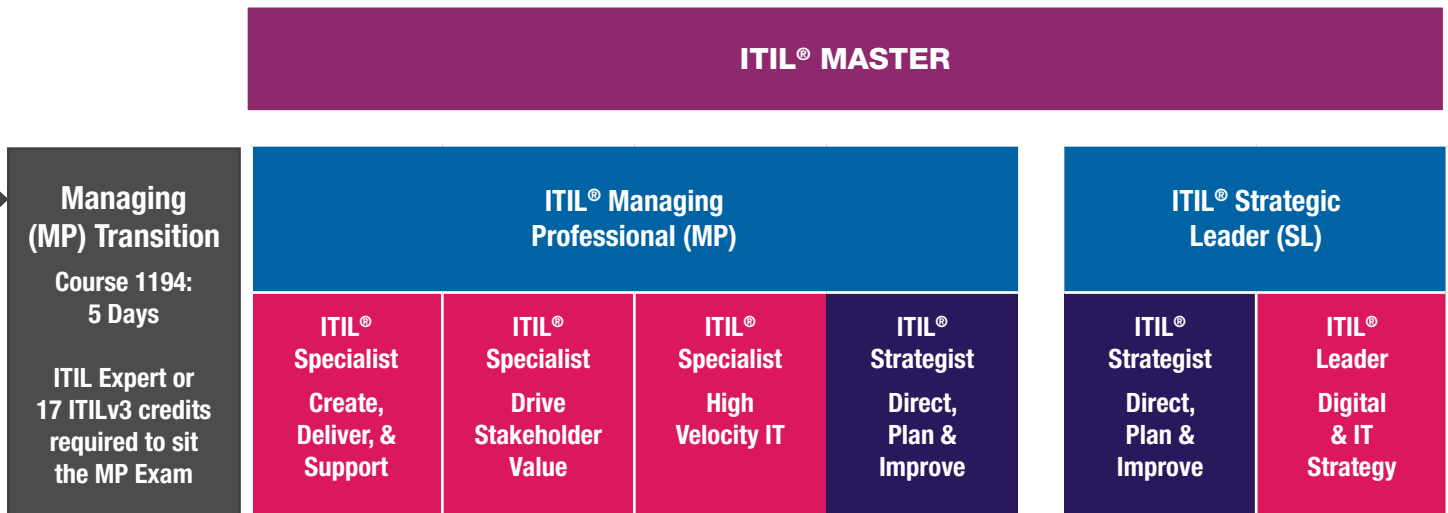 ITIL® MASTER
Managing
(MP) Transition
Course 1194:
5 Days
ITIL Expert or
17 ITILv3 credits
required to sit
the MP Exam
ITIL® Managing
Professional (MP)
ITIL®
Specialist
Create,
Deliver, &
Support
ITIL®
Specialist
Drive
Stakeholder
Value
ITIL®
Specialist
High
Velocity IT
ITIL®
Strategist
Direct,
Plan &
Improve
ITIL® Strategic
Leader (SL)
ITIL®
Strategist
Direct,
Plan &
Improve
ITIL®
Leader
Digital
& IT
Strategy